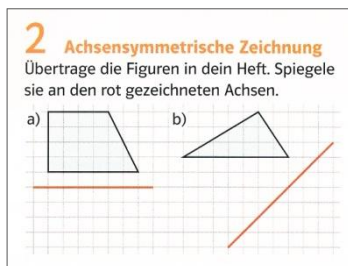 2 Achsensymmetrische Zeichnung
Übertrage die Figuren in dein Heft. Spiegele
sie an den rot gezeichneten Achsen.
a) b)